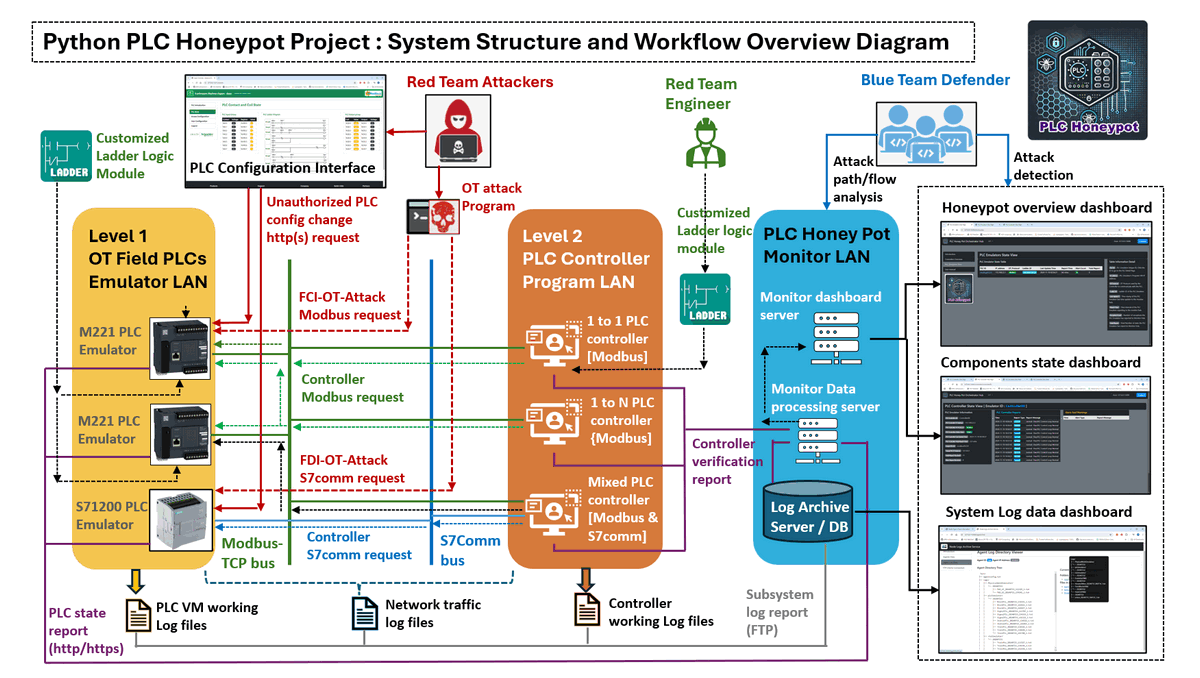 Python PLC Honeypot Project : System Structure and Workflow Overview Diagram
PLC Honeypot
Red Team Attackers
Red Team
Engineer
Blue Team Defender
Customized
Ladder Logic
Module
LADDER
PLC Configuration Interface
Unauthorized PLC
config change
http(s) request
OT attack
Program
Attack
path/flow
analysis
Attack
detection
Customized
Ladder logic
module
LADDER
Level 1
OT Field PLCs
Emulator LAN
Level 2
PLC Controller
Program LAN
PLC Honey Pot
Monitor LAN
Honeypot overview dashboard
PLC Emulators State View
FCI-OT-Attack
Modbus request
M221 PLC
Emulator
1 to 1 PLC
controller
[Modbus]
Monitor dashboard
server
Components state dashboard
Controller
Modbus request
Monitor Data
processing server
M221 PLC
Emulator
1 to N PLC
controller
{Modbus]
Controller
verification
report
FDI-OT-Attack
S7comm request
S71200 PLC
Emulator
Mixed PLC
controller
[Modbus &
S7comm]
Log Archive
Server / DB
System Log data dashboard
Agent Log Directory Viewer
Modbus-
TCP bus
Controller
S7comm request
S7Comm
bus
PLC state
report
(http/https)
PLC VM working
Log files
Network traffic
log files
Controller
working Log files
Subsystem
log report
(FTP)